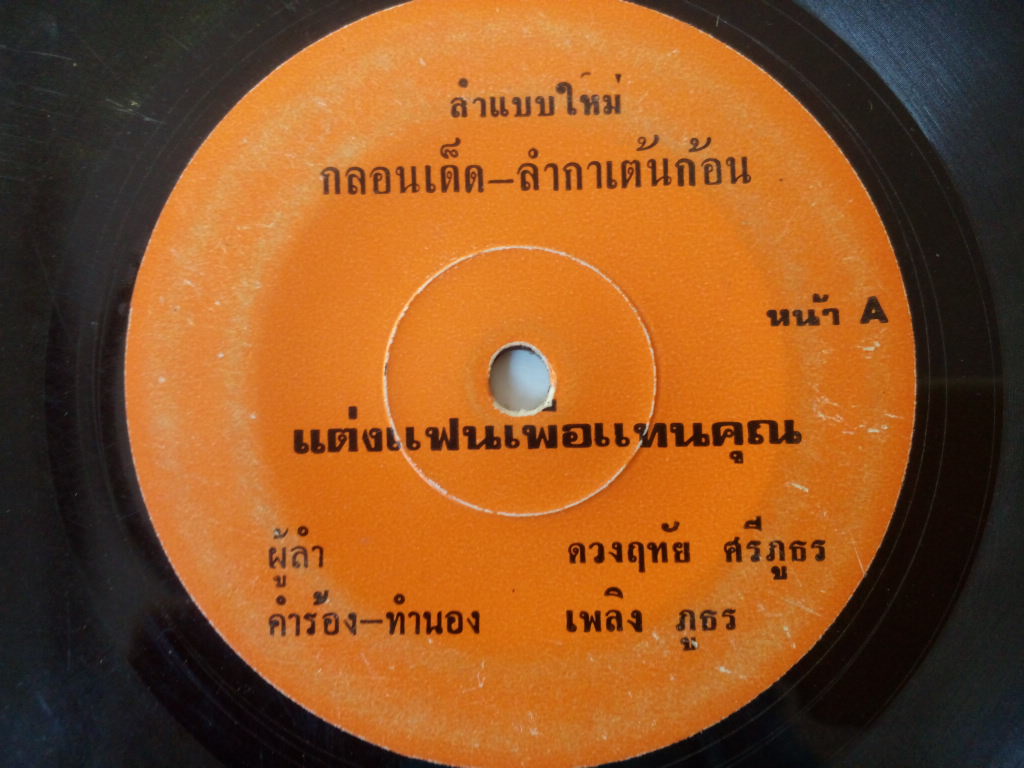 ลำแบบใหม่
กลอนเด็ด-ลำกาเต้นก้อน
หน้า A
แต่งแฟนเพื่อแทนคุณ
ผู้ลำ ดวงฤทัย ศรีภูธร
คำร้อง-ทำนอง เพลิง ภูธร